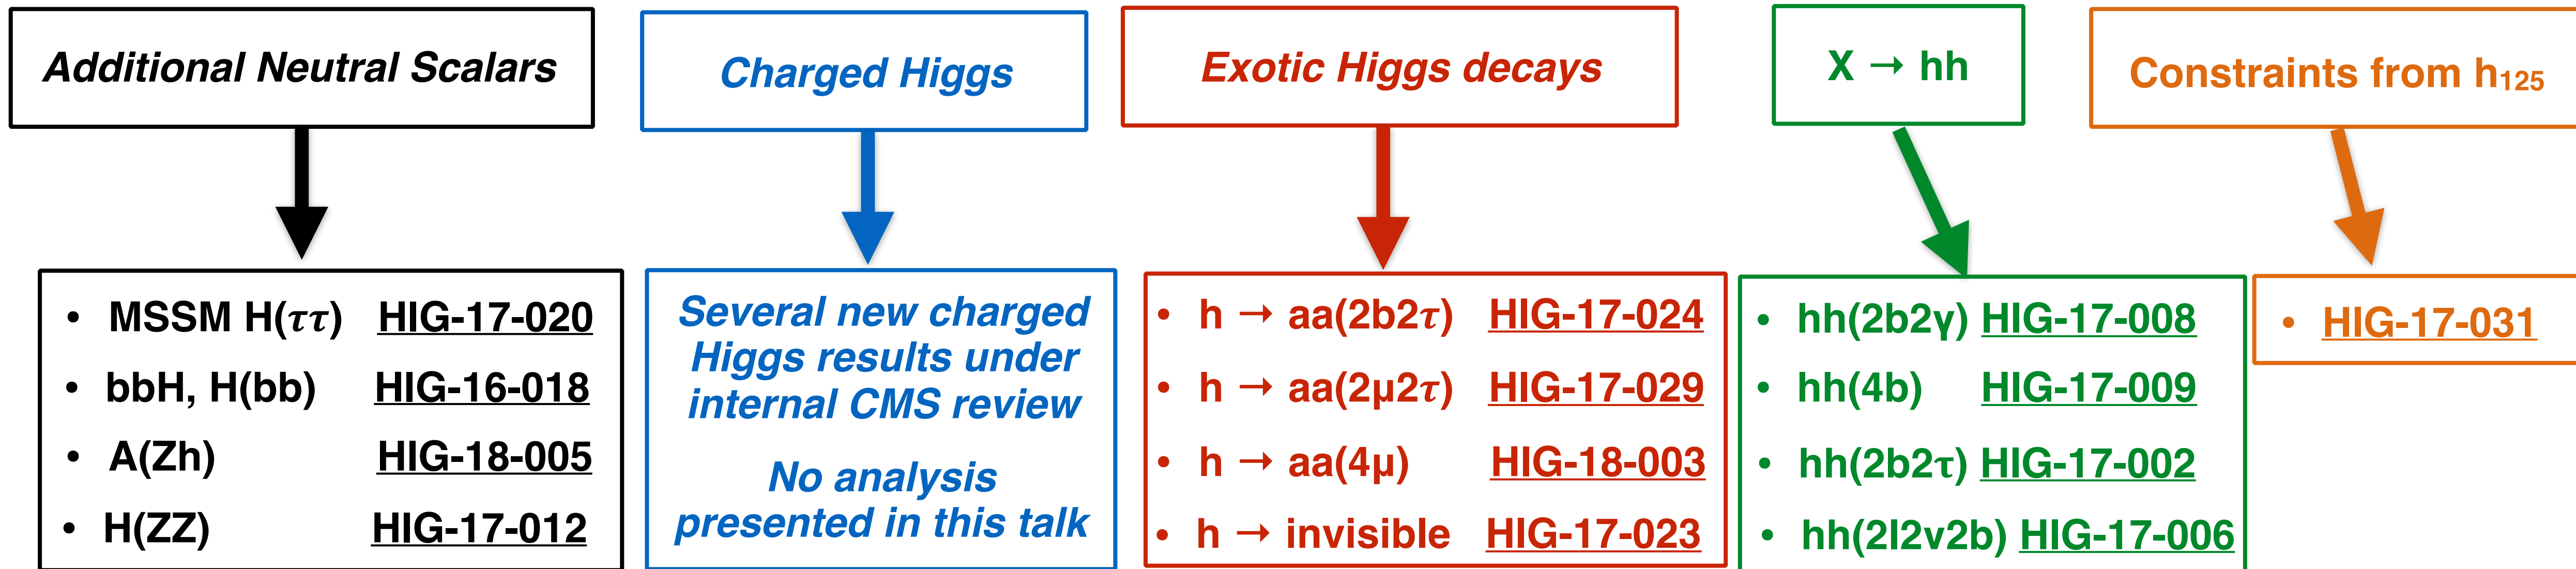 Additional Neutral Scalars
Charged Higgs
Exotic Higgs decays
X → hh
Constraints from h₁₂₅
• MSSM H(ττ) HIG-17-020
• bbH, H(bb) HIG-16-018
• A(Zh) HIG-18-005
• H(ZZ) HIG-17-012
Several new charged
Higgs results under
internal CMS review
No analysis
presented in this talk
• h → aa(2b2τ) HIG-17-024
• h → aa(2μ2τ) HIG-17-029
• h → aa(4μ) HIG-18-003
• h → invisible HIG-17-023
• hh(2b2γ) HIG-17-008
• hh(4b) HIG-17-009
• hh(2b2τ) HIG-17-002
• hh(2l2v2b) HIG-17-006
• HIG-17-031